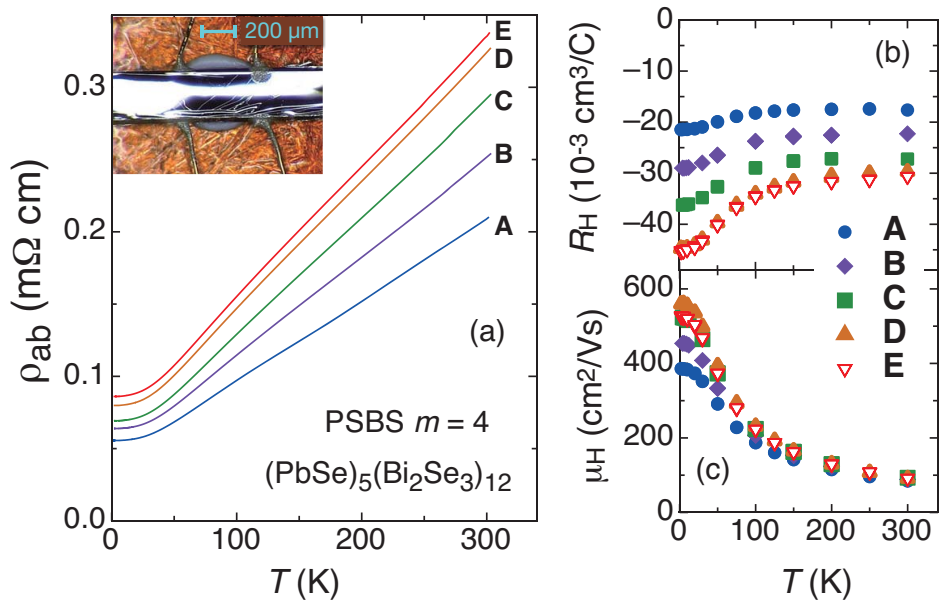 200 μm
E
D
C
B
A
0.3
0.2
0.1
0.0
ρab (mΩ cm)
(a)
PSBS m = 4
(PbSe)5(Bi2Se3)12
0
100
200
300
T (K)
0
−10
−20
−30
−40
RH (10−3 cm3/C)
(b)
A
B
C
D
E
600
400
200
0
μH (cm2/Vs)
(c)
0
100
200
300
T (K)